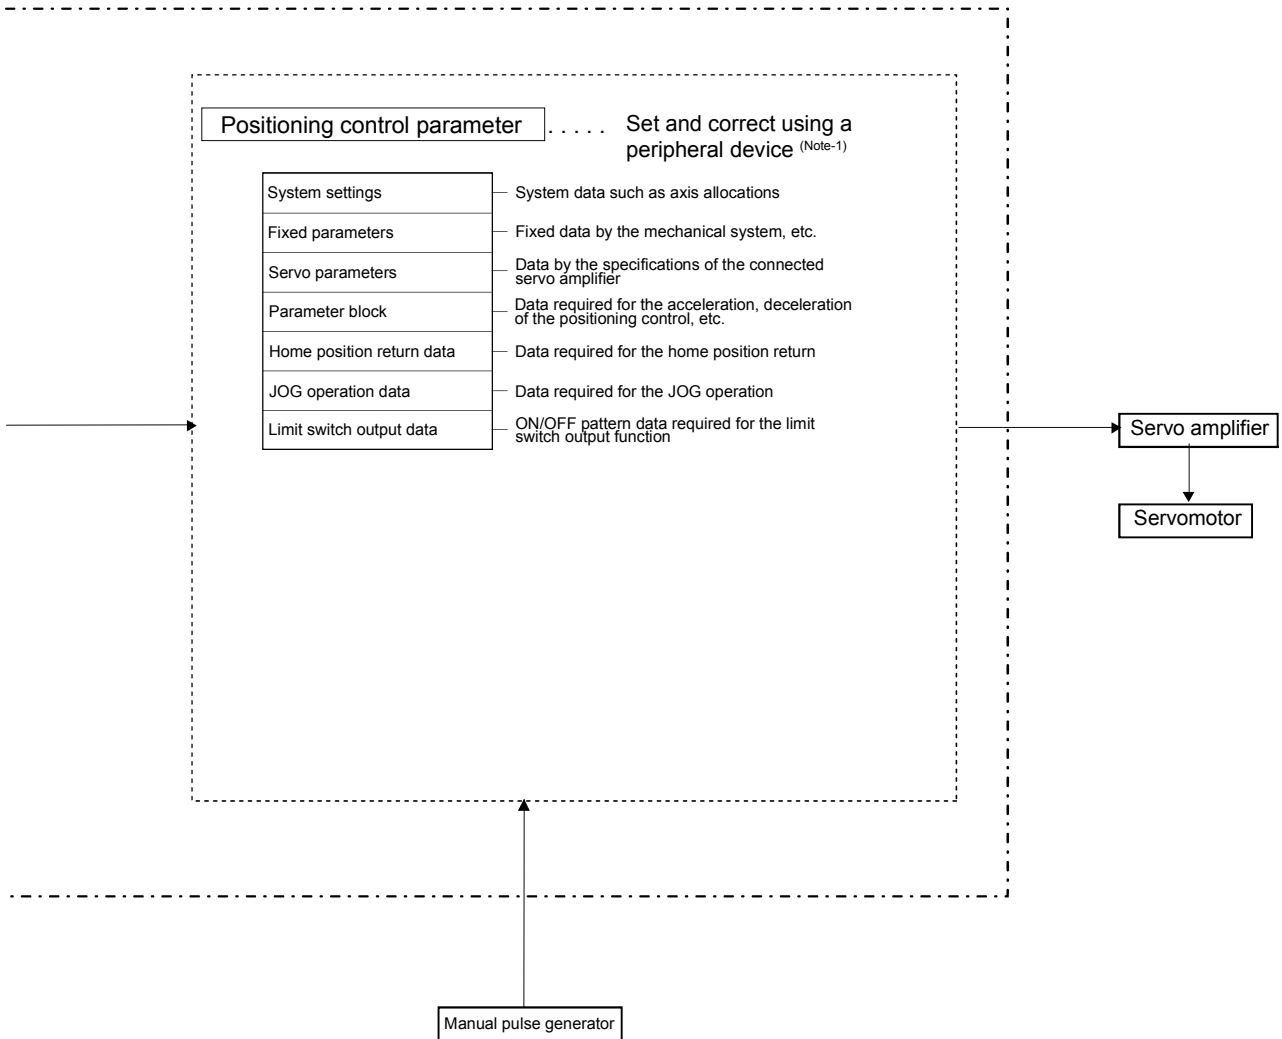 Positioning control parameter ..... Set and correct using a
peripheral device (Note-1)
System settings System data such as axis allocations
Fixed parameters Fixed data by the mechanical system, etc.
Servo parameters Data by the specifications of the connected
servo amplifier
Parameter block Data required for the acceleration, deceleration
of the positioning control, etc.
Home position return data Data required for the home position return
JOG operation data Data required for the JOG operation
Limit switch output data ON/OFF pattern data required for the limit
switch output function
Servo amplifier
Servomotor
Manual pulse generator